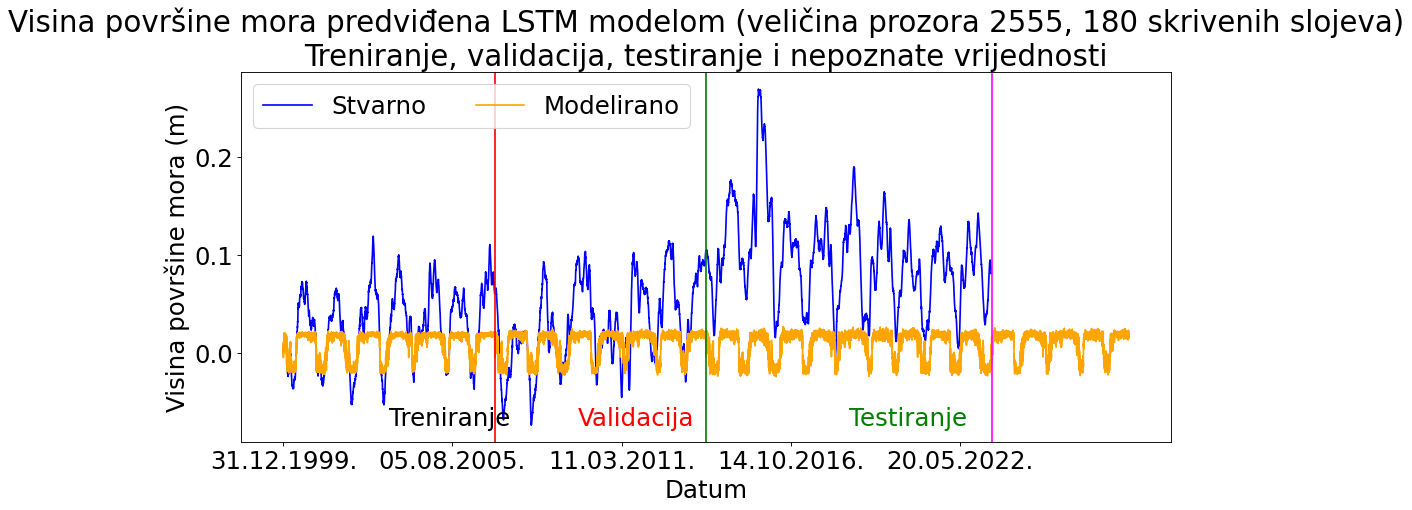 Visina površine mora predviđena LSTM modelom (veličina prozora 2555, 180 skrivenih slojeva)
Treniranje, validacija, testiranje i nepoznate vrijednosti
Stvarno
Modelirano
Visina površine mora (m)
0.2
0.1
0.0
Treniranje
Validacija
Testiranje
31.12.1999.
05.08.2005.
11.03.2011.
14.10.2016.
20.05.2022.
Datum